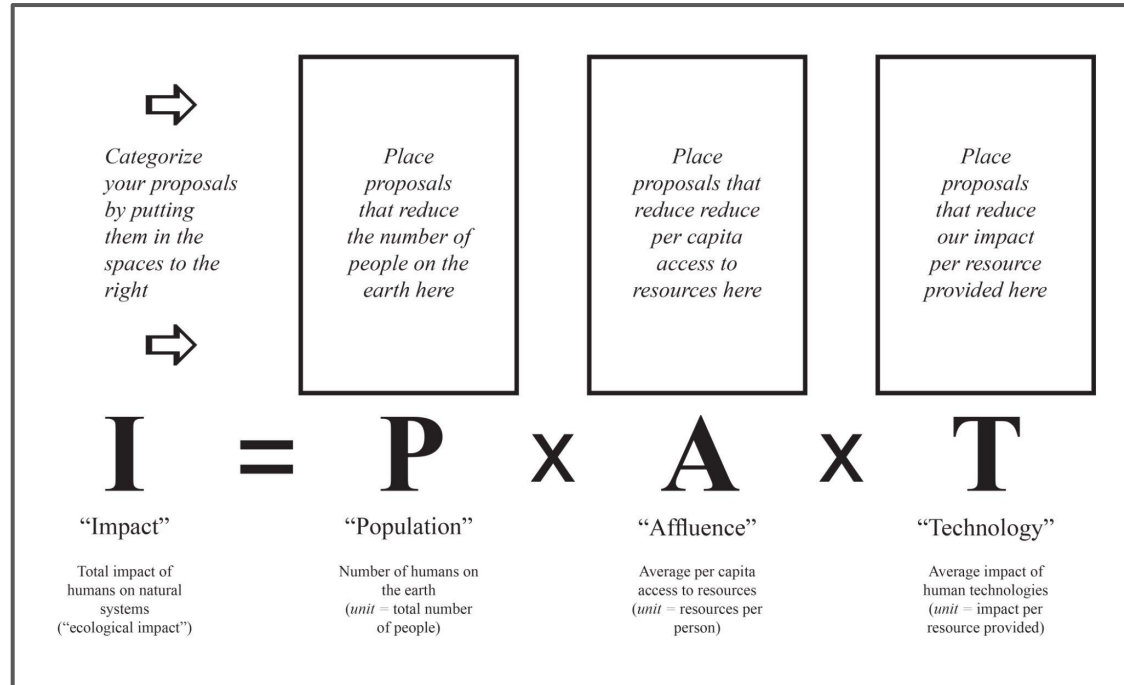 Categorize
your proposals
by putting
them in the
spaces to the
right
Place
proposals
that reduce
the number of
people on the
earth here
Place
proposals that
reduce reduce
per capita
access to
resources here
Place
proposals
that reduce
our impact
per resource
provided here
I = P x A x T
“Impact”
“Population”
“Affluence”
“Technology”
Total impact of
humans on natural
systems
(“ecological impact”)
Number of humans on
the earth
(unit = total number
of people)
Average per capita
access to resources
(unit = resources per
person)
Average impact of
human technologies
(unit = impact per
resource provided)